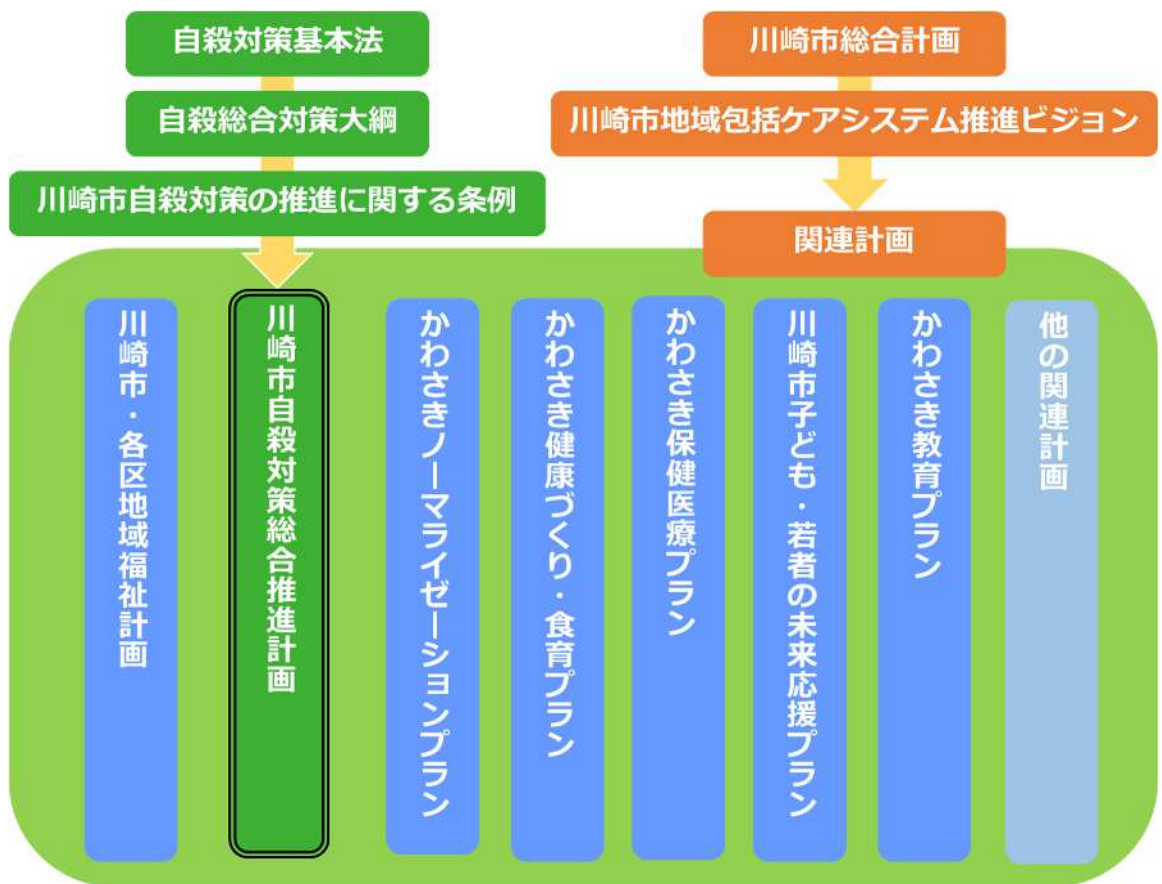 自殺対策基本法
自殺総合対策大綱
川崎市自殺対策の推進に関する条例
川崎市総合計画
川崎市地域包括ケアシステム推進ビジョン
関連計画
川崎市・各区地域福祉計画
川崎市自殺対策総合推進計画
かわさきノーマライゼーションプラン
かわさき健康づくり・食育プラン
かわさき保健医療プラン
川崎市子ども・若者の未来応援プラン
かわさき教育プラン
他の関連計画